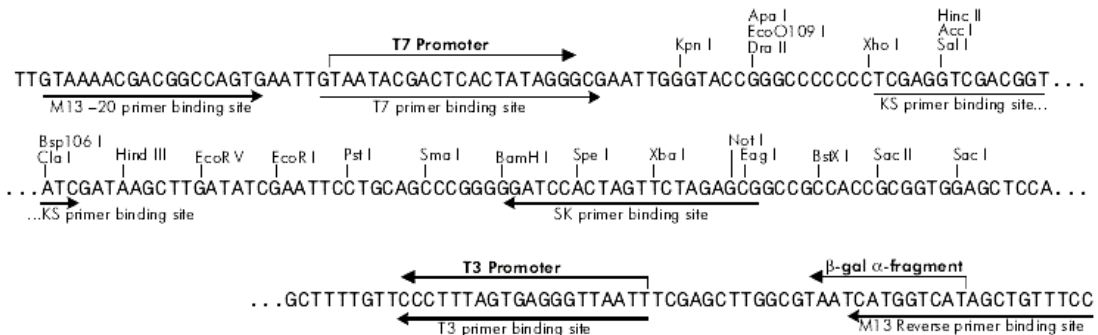 Apa I Hinc II
EcoO109 I Acc I
T7 Promoter Kpn I Dra II Xho I Sal I
TTGTAAAACGACGGCCAGTGAATTGTAATACGACTCACTATAGGGCGAATTGGGTACCGGGCCCCCCCTCGAGGTCGACGGT...
M13 –20 primer binding site T7 primer binding site KS primer binding site...
Bsp106 I Not I
Cla I Hind III EcoR V EcoR I Pst I Sma I BamH I Spe I Xba I Eag I BstX I Sac II Sac I
...ATCGATAAGCTTGATATCGAATTCCTGCAGCCCGGGGGATCCACTAGTTCTAGAGCGGCCGCCACCGCGGTGGAGCTCCA...
...KS primer binding site SK primer binding site
T3 Promoter β-gal α-fragment
...GCTTTTGTTCCCTTTAGTGAGGGTTAATTTCGAGCTTGGCGTAATCATGGTCATAGCTGTTTCC
T3 primer binding site M13 Reverse primer binding site